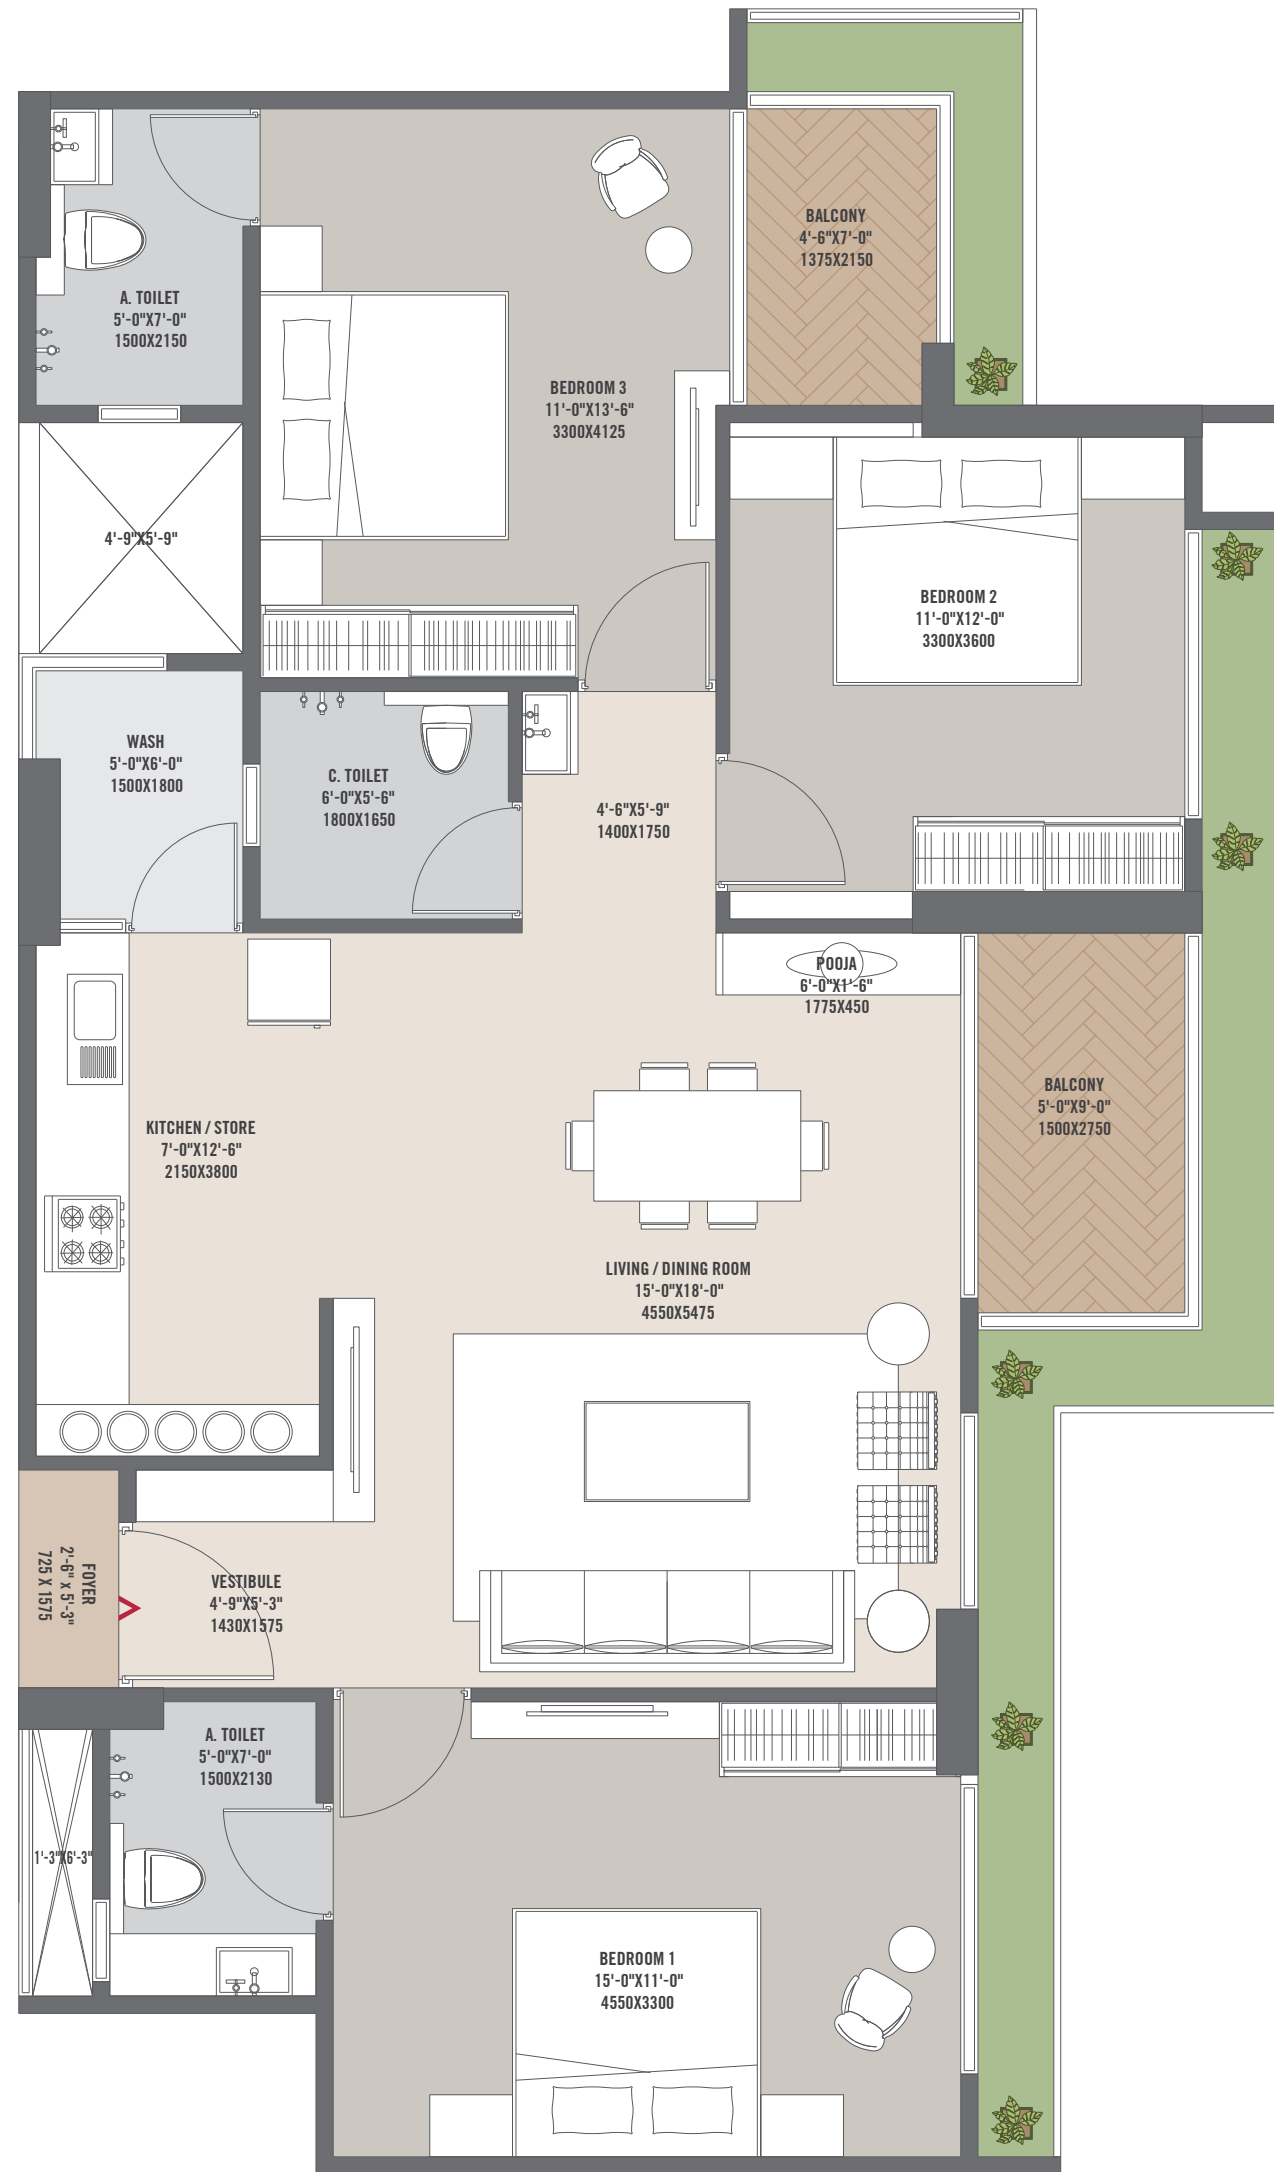 BALCONY
4'-6"X7'-0"
1375X2150
A. TOILET
5'-0"X7'-0"
1500X2150
BEDROOM 3
11'-0"X13'-6"
3300X4125
4'-9"X5'-9"
BEDROOM 2
11'-0"X12'-0"
3300X3600
WASH
5'-0"X6'-0"
1500X1800
C. TOILET
6'-0"X5'-6"
1800X1650
4'-6"X5'-9"
1400X1750
POOJA
6'-0"X1'-6"
1775X450
BALCONY
5'-0"X9'-0"
1500X2750
KITCHEN / STORE
7'-0"X12'-6"
2150X3800
LIVING / DINING ROOM
15'-0"X18'-0"
4550X5475
FOYER
2'-6" x 5'-3"
725 X 1575
VESTIBULE
4'-9"X5'-3"
1430X1575
A. TOILET
5'-0"X7'-0"
1500X2130
1'-3"X6'-3"
BEDROOM 1
15'-0"X11'-0"
4550X3300